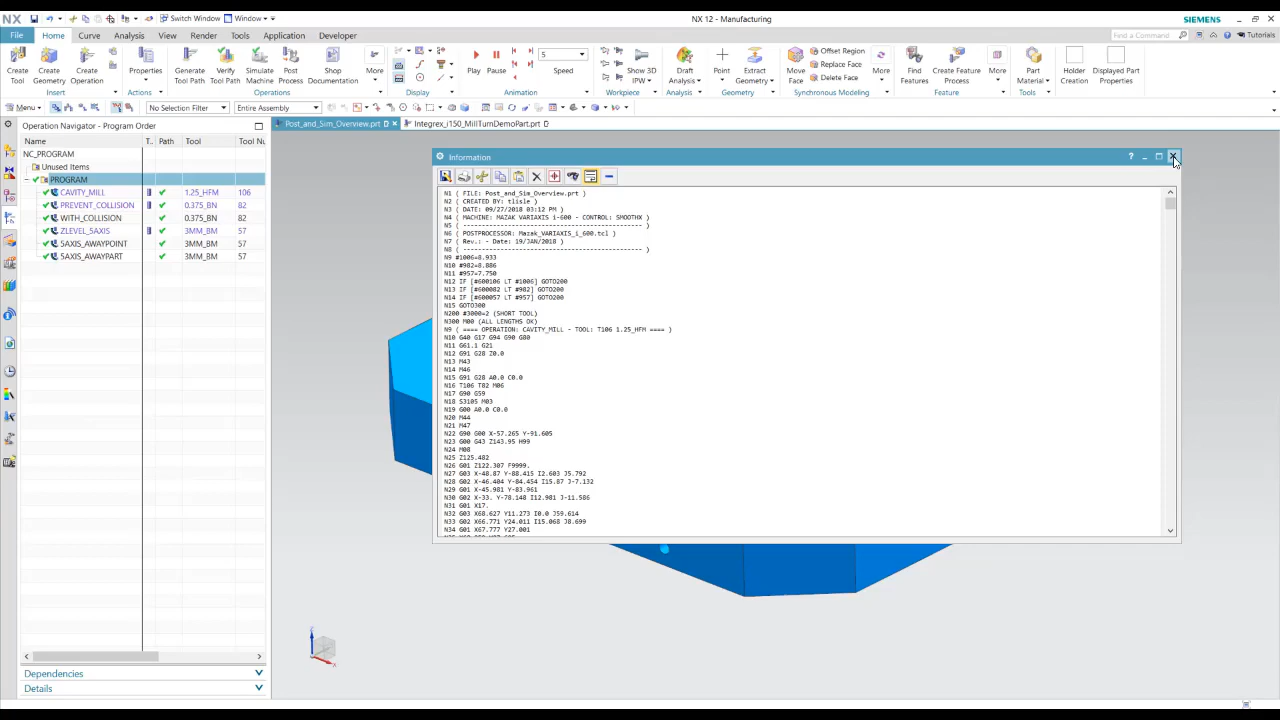 NX
Switch Window
Window
NX 12 - Manufacturing
SIEMENS
File
Home
Curve
Analysis
View
Render
Tools
Application
Developer
Find a Command
Tutorials
Create Tool
Create Geometry
Create Operation
Properties
Generate Tool Path
Verify Tool Path
Simulate Machine
Post Process
Shop Documentation
More
Play
Pause
5
Speed
Show 3D IPW
Draft Analysis
Point
Extract Geometry
Move Face
Offset Region
Replace Face
Delete Face
More
Find Features
Create Feature Process
More
Part Material
Holder Creation
Displayed Part Properties
Insert
Actions
Operations
Display
Animation
Workpiece
Analysis
Geometry
Synchronous Modeling
Feature
Tools
Menu
No Selection Filter
Entire Assembly
Operation Navigator - Program Order
Post_and_Sim_Overview.prt
Integrex_i150_MillTurnDemoPart.prt
Name T.. Path Tool Tool Nu
NC_PROGRAM
Unused Items
PROGRAM
CAVITY_MILL 1.25_HFM 106
PREVENT_COLLISION 0.375_BN 82
WITH_COLLISION 0.375_BN 82
ZLEVEL_5AXIS 3MM_BM 57
5AXIS_AWAYPOINT 3MM_BM 57
5AXIS_AWAYPART 3MM_BM 57
Dependencies
Details
Information
N1 ( FILE: Post_and_Sim_Overview.prt )
N2 ( CREATED BY: tlisle )
N3 ( DATE: 09/27/2018 03:12 PM )
N4 ( MACHINE: MAZAK VARIAXIS i-600 - CONTROL: SMOOTHX )
N5 ( ------------------------------------------- )
N6 ( POSTPROCESSOR: Mazak_VARIAXIS_i_600.tcl )
N7 ( Rev.: - Date: 19/JAN/2018 )
N8 ( ------------------------------------------- )
N9 #1006=8.933
N10 #982=8.886
N11 #957=7.750
N12 IF [#600106 LT #1006] GOTO200
N13 IF [#600082 LT #982] GOTO200
N14 IF [#600057 LT #957] GOTO200
N15 GOTO300
N200 #3000=2 (SHORT TOOL)
N300 M00 (ALL LENGTHS OK)
N9 ( ==== OPERATION: CAVITY_MILL - TOOL: T106 1.25_HFM ==== )
N10 G40 G17 G94 G90 G80
N11 G61.1 G21
N12 G91 G28 Z0.0
N13 M43
N14 M46
N15 G91 G28 A0.0 C0.0
N16 T106 T82 M06
N17 G90 G59
N18 S3105 M03
N19 G00 A0.0 C0.0
N20 M44
N21 M47
N22 G90 G00 X-57.265 Y-91.605
N23 G00 G43 Z143.95 H99
N24 M08
N25 Z125.482
N26 G01 Z122.307 F9999.
N27 G03 X-48.87 Y-88.415 I2.603 J5.792
N28 G02 X-46.404 Y-84.454 I15.87 J-7.132
N29 G01 X-45.981 Y-83.961
N30 G02 X-33. Y-78.148 I12.981 J-11.586
N31 G01 X17.
N32 G03 X68.627 Y11.273 I0.0 J59.614
N33 G02 X66.771 Y24.011 I15.068 J8.699
N34 G01 X67.777 Y27.001